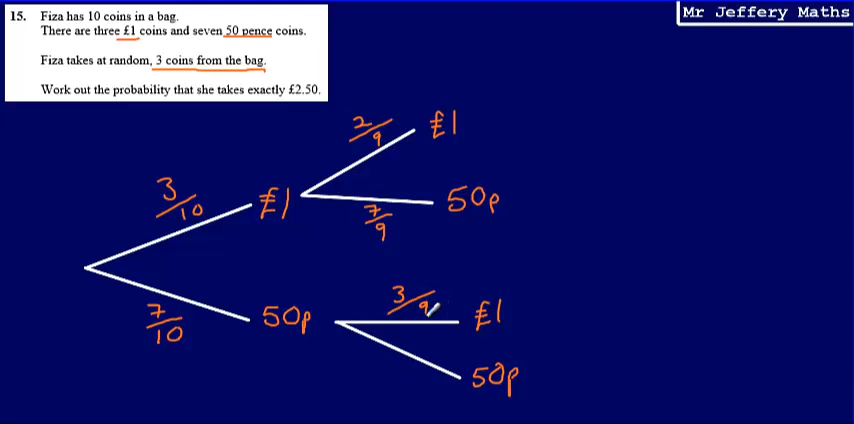 15. Fiza has 10 coins in a bag.
There are three £1 coins and seven 50 pence coins.
Fiza takes at random, 3 coins from the bag.
Work out the probability that she takes exactly £2.50.
Mr Jeffery Maths
2/9
£1
3/10
£1
50p
7/9
3/9
£1
7/10
50p
50p